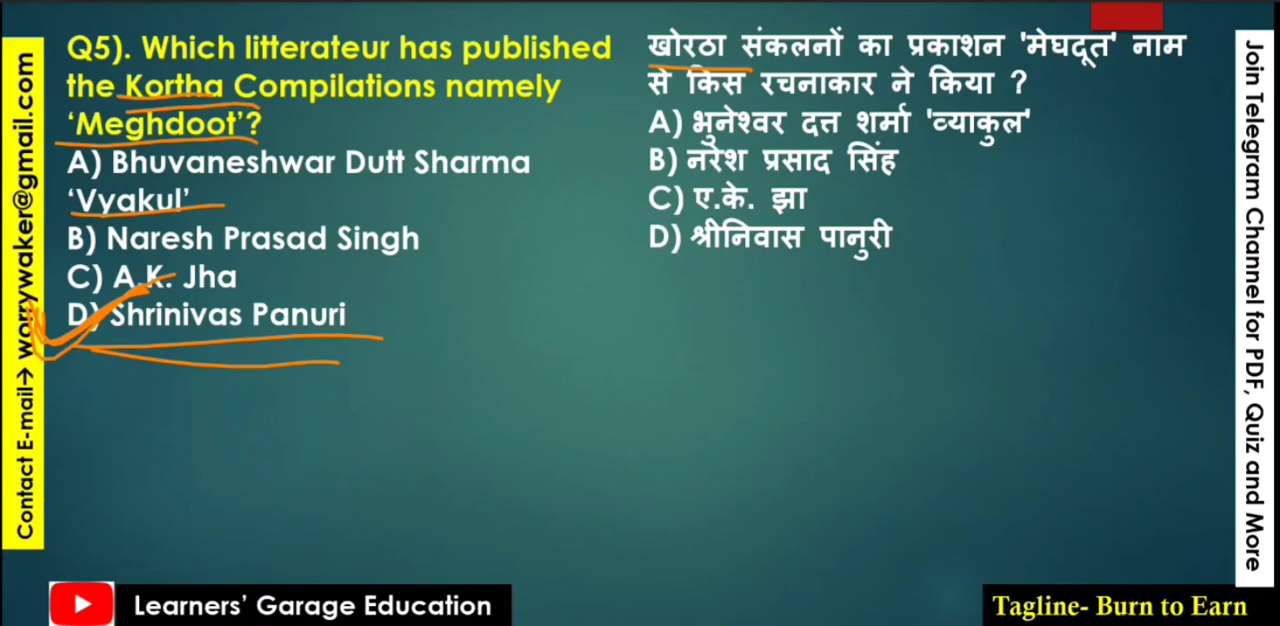 Q5). Which litterateur has published
the Kortha Compilations namely
‘Meghdoot’?
A) Bhuvaneshwar Dutt Sharma
‘Vyakul’
B) Naresh Prasad Singh
C) A.K. Jha
D) Shrinivas Panuri
खोरठा संकलनों का प्रकाशन 'मेघदूत' नाम
से किस रचनाकार ने किया ?
A) भुनेश्वर दत्त शर्मा 'व्याकुल'
B) नरेश प्रसाद सिंह
C) ए.के. झा
D) श्रीनिवास पानुरी
Contact E-mail→ worrywaker@gmail.com
Join Telegram Channel for PDF, Quiz and More
Learners’ Garage Education
Tagline- Burn to Earn